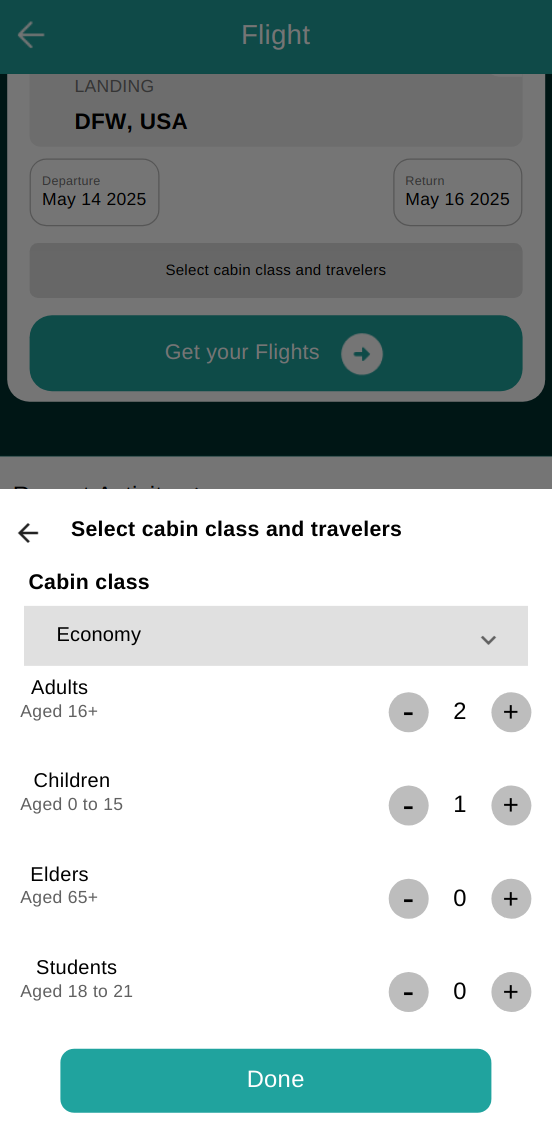 Flight
LANDING
DFW, USA
Departure
May 14 2025
Return
May 16 2025
Select cabin class and travelers
Get your Flights
Select cabin class and travelers
Cabin class
Economy
Adults
Aged 16+
- 2 +
Children
Aged 0 to 15
- 1 +
Elders
Aged 65+
- 0 +
Students
Aged 18 to 21
- 0 +
Done